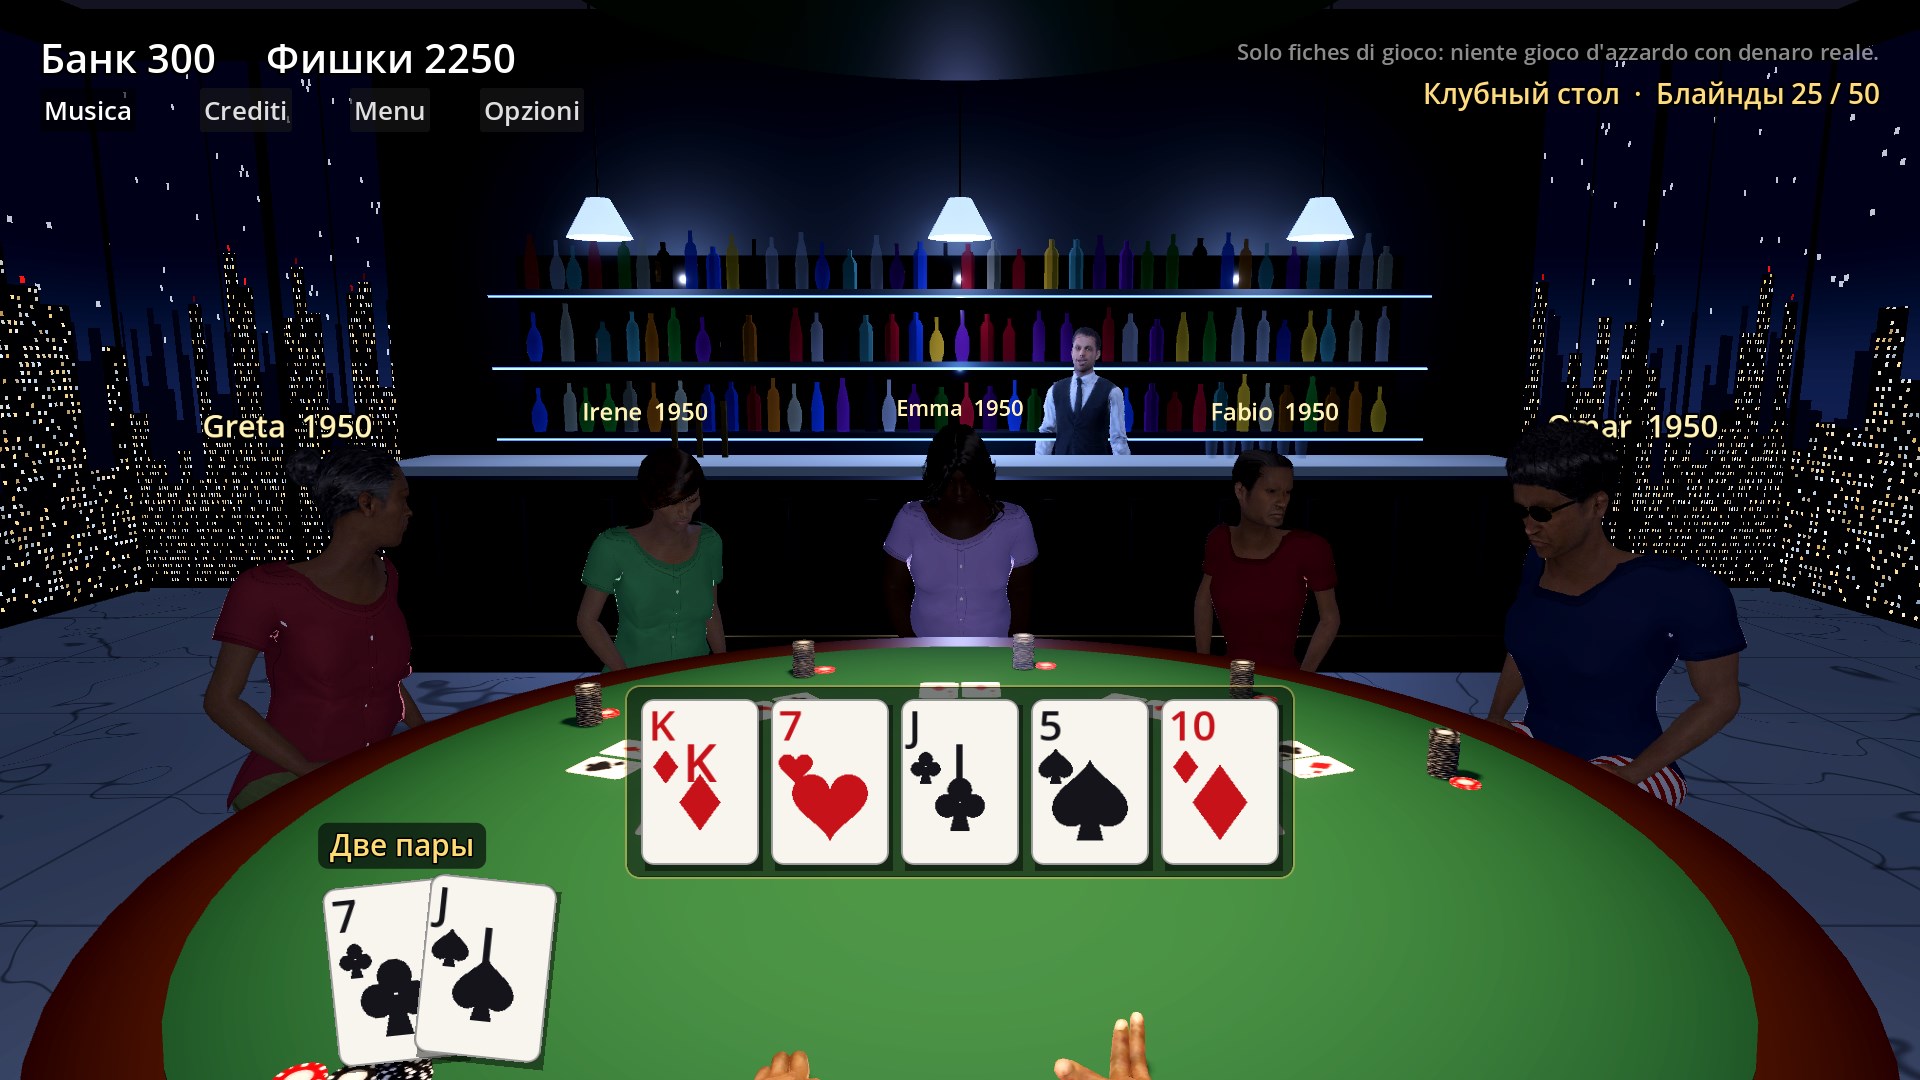 Банк 300 Фишки 2250
Solo fiches di gioco: niente gioco d'azzardo con denaro reale.
Клубный стол · Блайнды 25 / 50
Musica Crediti Menu Opzioni
Irene 1950
Emma 1950
Fabio 1950
Greta 1950
Omar 1950
K K
7
J J
5
10
Две пары
7
J J